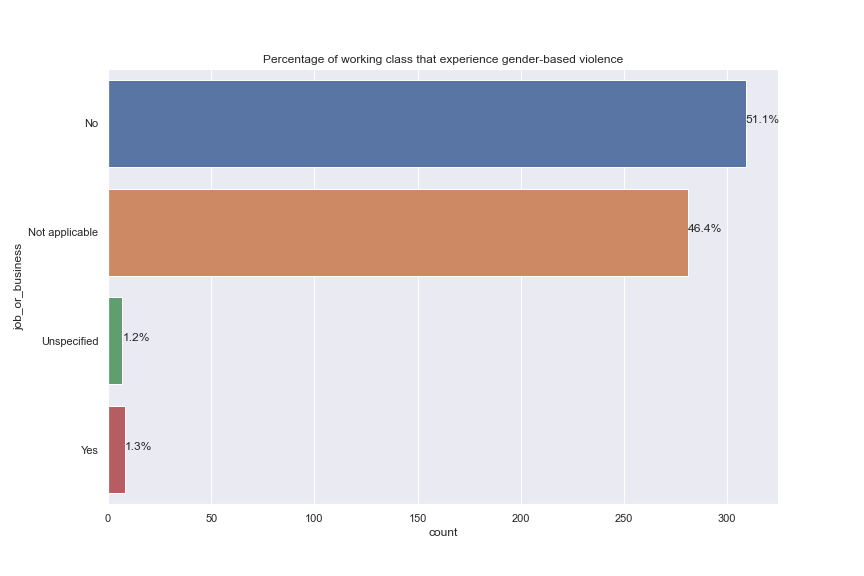 Percentage of working class that experience gender-based violence
No
51.1%
Not applicable
46.4%
Unspecified
1.2%
Yes
1.3%
job_or_business
0
50
100
150
200
250
300
count